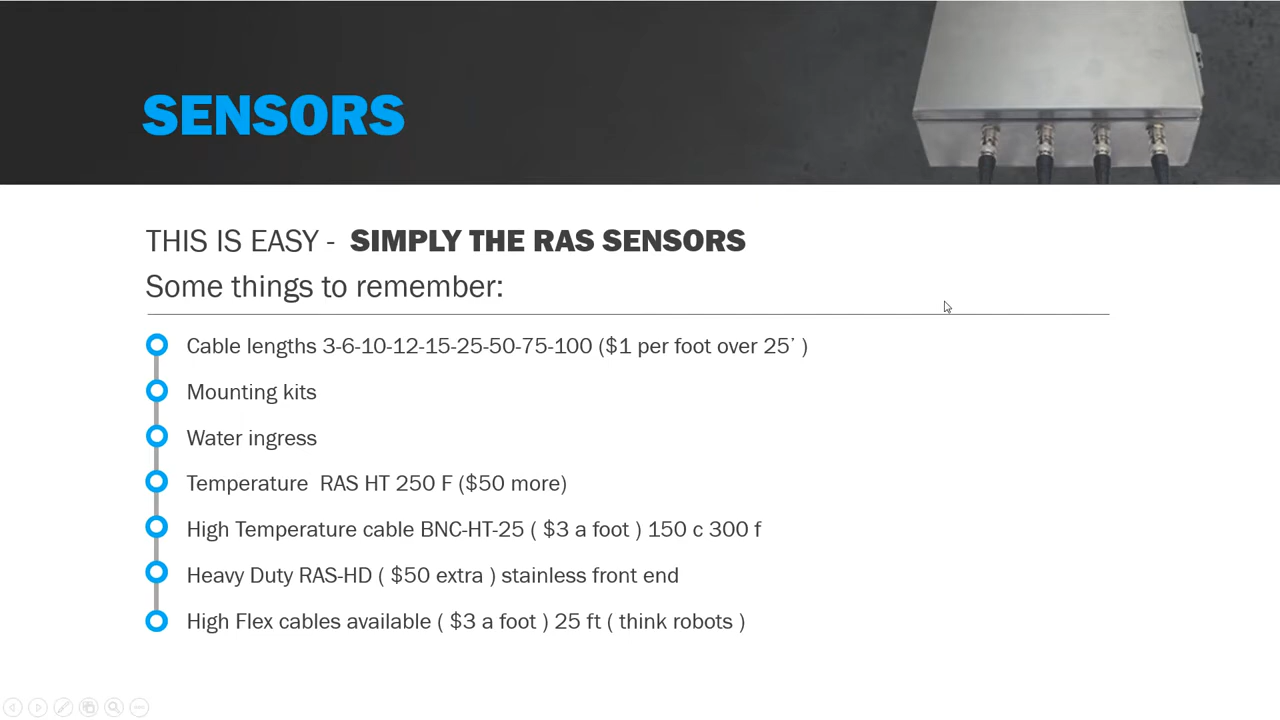 SENSORS
THIS IS EASY - SIMPLY THE RAS SENSORS
Some things to remember:
Cable lengths 3-6-10-12-15-25-50-75-100 ($1 per foot over 25’ )
Mounting kits
Water ingress
Temperature  RAS HT 250 F ($50 more)
High Temperature cable BNC-HT-25 ( $3 a foot ) 150 c 300 f
Heavy Duty RAS-HD ( $50 extra ) stainless front end
High Flex cables available ( $3 a foot ) 25 ft ( think robots )